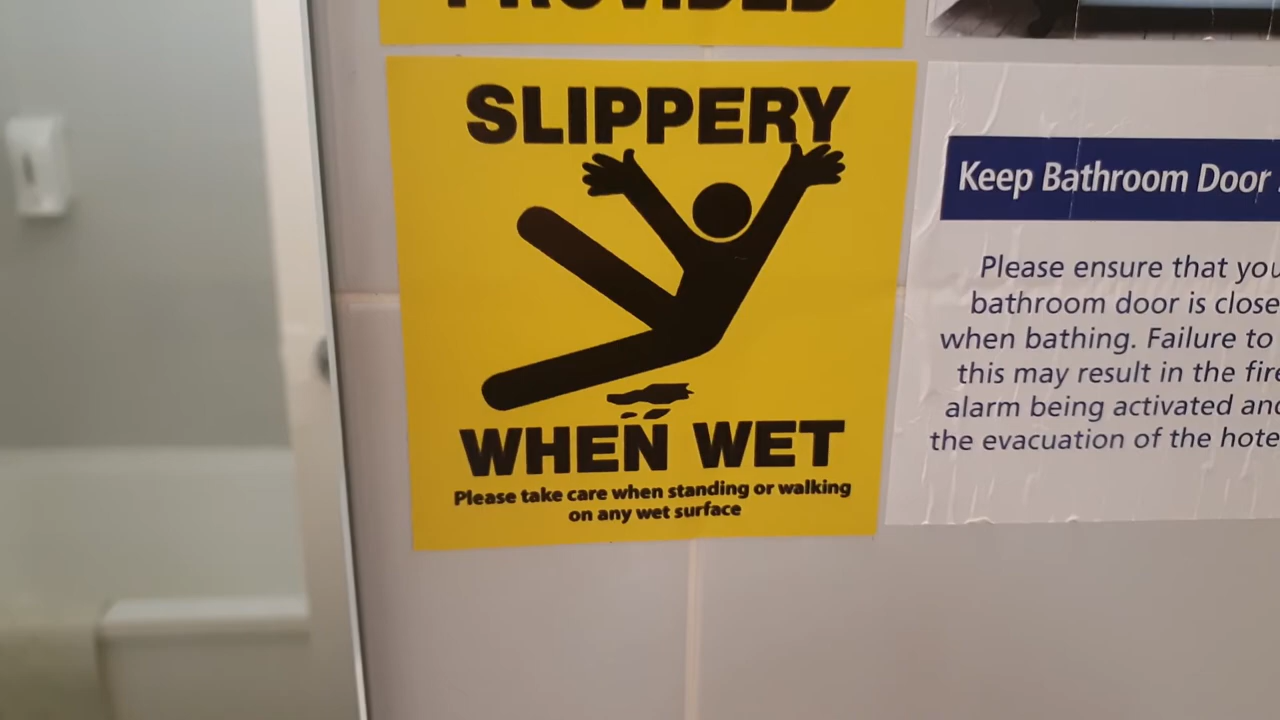 PROVIDED
SLIPPERY
WHEN WET
Please take care when standing or walking
on any wet surface
Keep Bathroom Door
Please ensure that you
bathroom door is close
when bathing. Failure to
this may result in the fire
alarm being activated and
the evacuation of the hote